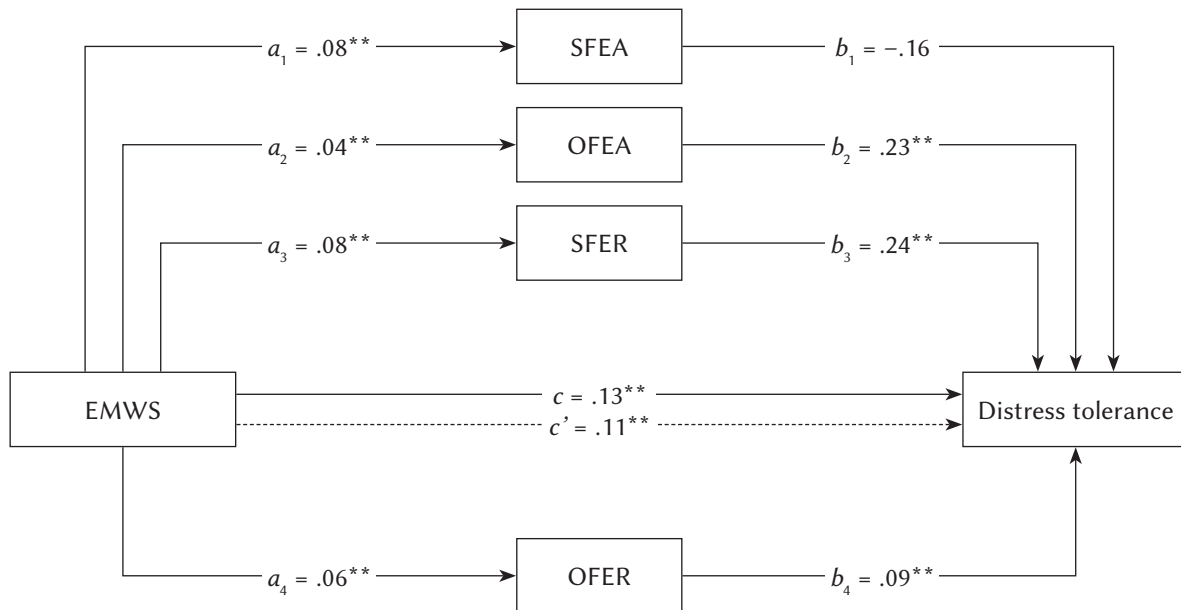 a₁ = .08** SFEA b₁ = −.16
a₂ = .04** OFEA b₂ = .23**
a₃ = .08** SFER b₃ = .24**
c = .13**
EMWS Distress tolerance
c’ = .11**
a₄ = .06** OFER b₄ = .09**